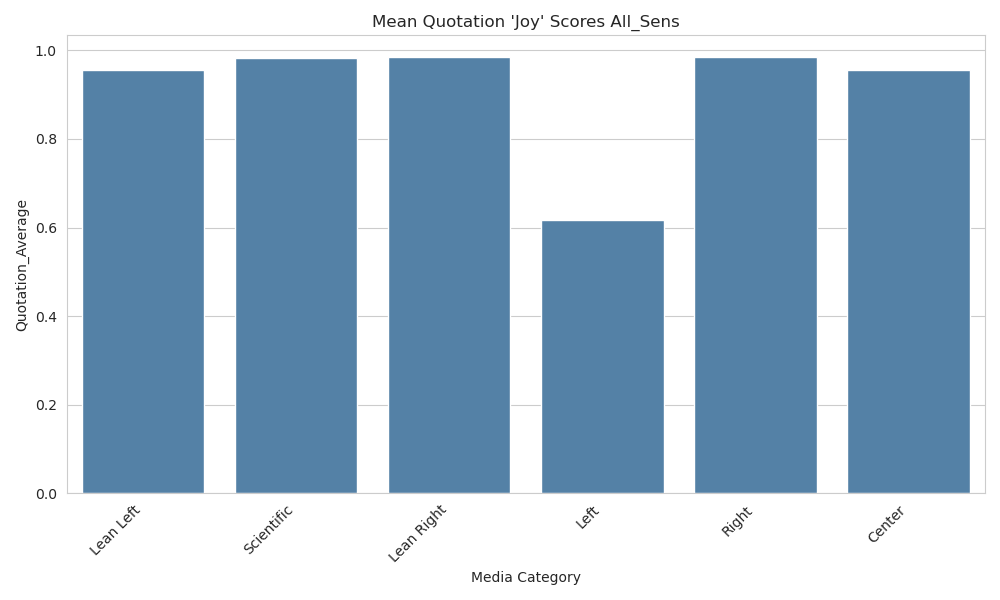 Mean Quotation 'Joy' Scores All_Sens
1.0
0.8
0.6
0.4
0.2
0.0
Quotation_Average
Lean Left
Scientific
Lean Right
Left
Right
Center
Media Category